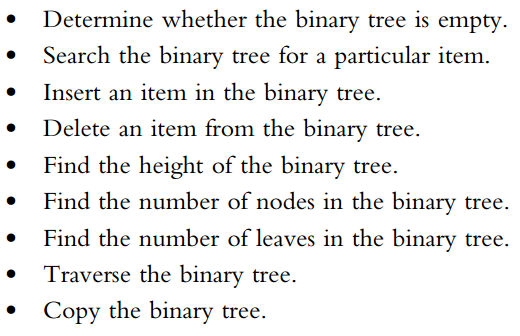 • Determine whether the binary tree is empty.
• Search the binary tree for a particular item.
• Insert an item in the binary tree.
• Delete an item from the binary tree.
• Find the height of the binary tree.
• Find the number of nodes in the binary tree.
• Find the number of leaves in the binary tree.
• Traverse the binary tree.
• Copy the binary tree.